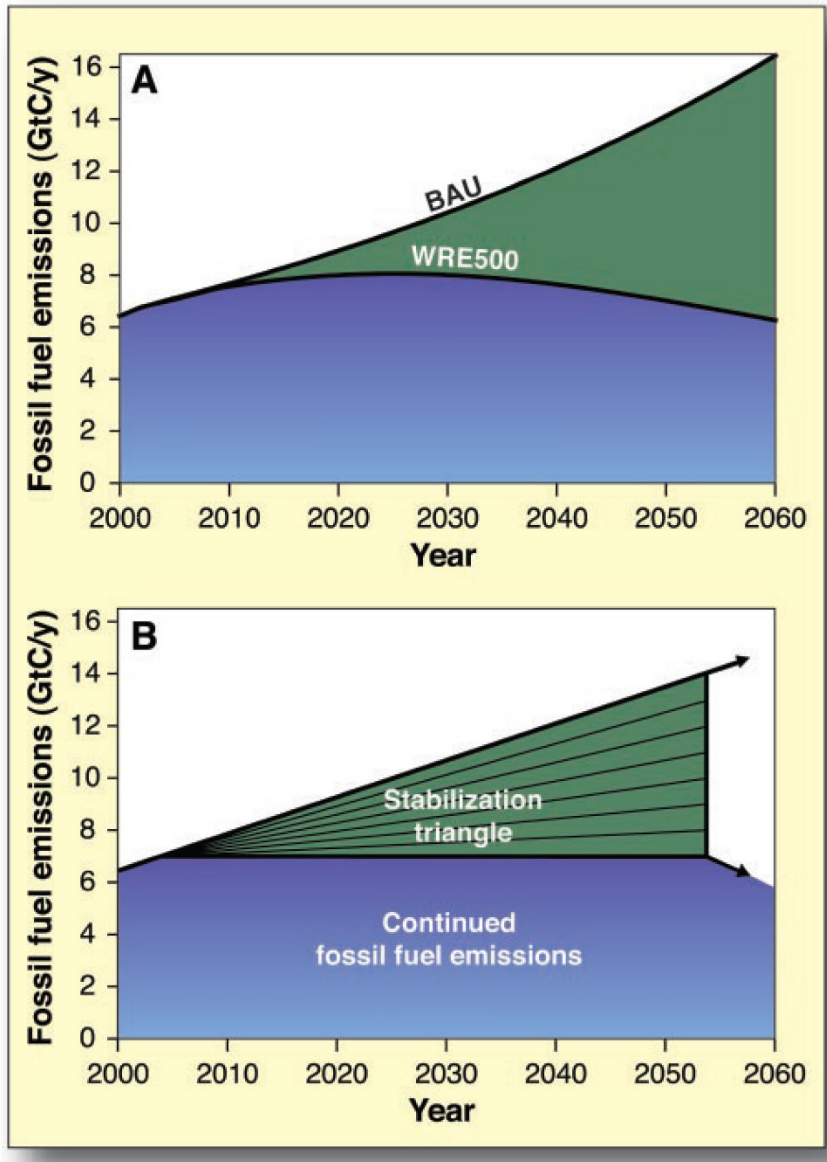 A
Fossil fuel emissions (GtC/y)
16
14
12
10
8
6
4
2
0
BAU
WRE500
2000 2010 2020 2030 2040 2050 2060
Year
B
Fossil fuel emissions (GtC/y)
16
14
12
10
8
6
4
2
0
Stabilization
triangle
Continued
fossil fuel emissions
2000 2010 2020 2030 2040 2050 2060
Year